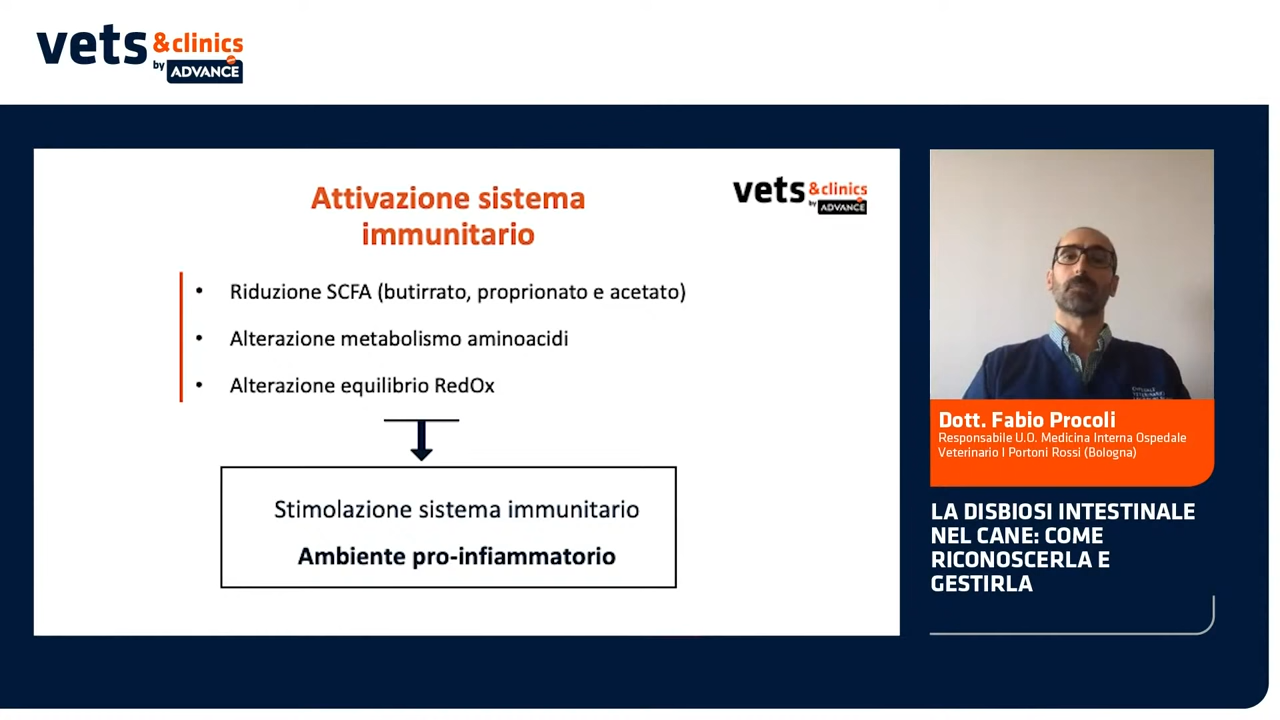 vets &clinics
by ADVANCE
Attivazione sistema
immunitario
vets &clinics
by ADVANCE
• Riduzione SCFA (butirrato, proprionato e acetato)
• Alterazione metabolismo aminoacidi
• Alterazione equilibrio RedOx
Stimolazione sistema immunitario
Ambiente pro-infiammatorio
OSPEDALE
VETERINARIO
Dott. Fabio Procoli
Responsabile U.O. Medicina Interna Ospedale
Veterinario I Portoni Rossi (Bologna)
LA DISBIOSI INTESTINALE
NEL CANE: COME
RICONOSCERLA E
GESTIRLA